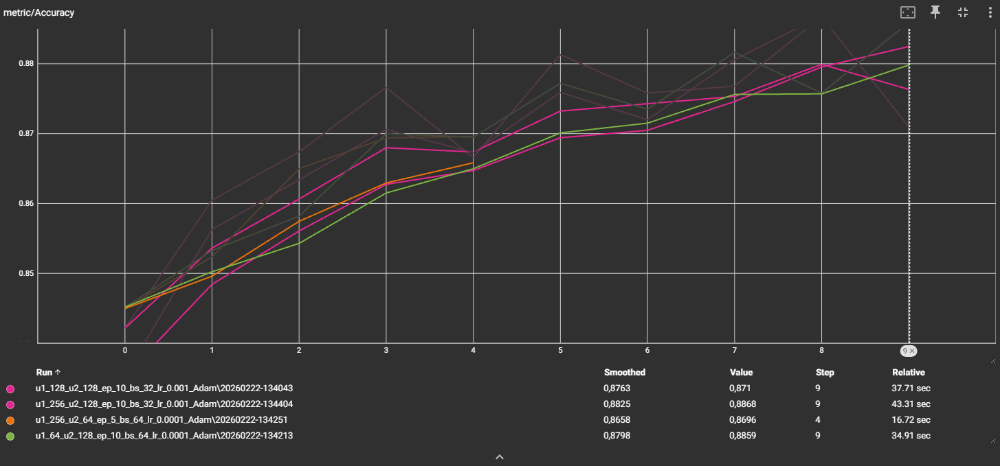 metric/Accuracy
0.88
0.87
0.86
0.85
0 1 2 3 4 5 6 7 8 9 ×
Run ↑ Smoothed Value Step Relative
u1_128_u2_128_ep_10_bs_32_lr_0.001_Adam\20260222-134043 0,8763 0,871 9 37.71 sec
u1_256_u2_128_ep_10_bs_32_lr_0.001_Adam\20260222-134404 0,8825 0,8868 9 43.31 sec
u1_256_u2_64_ep_5_bs_64_lr_0.0001_Adam\20260222-134251 0,8658 0,8696 4 16.72 sec
u1_64_u2_128_ep_10_bs_64_lr_0.0001_Adam\20260222-134213 0,8798 0,8859 9 34.91 sec